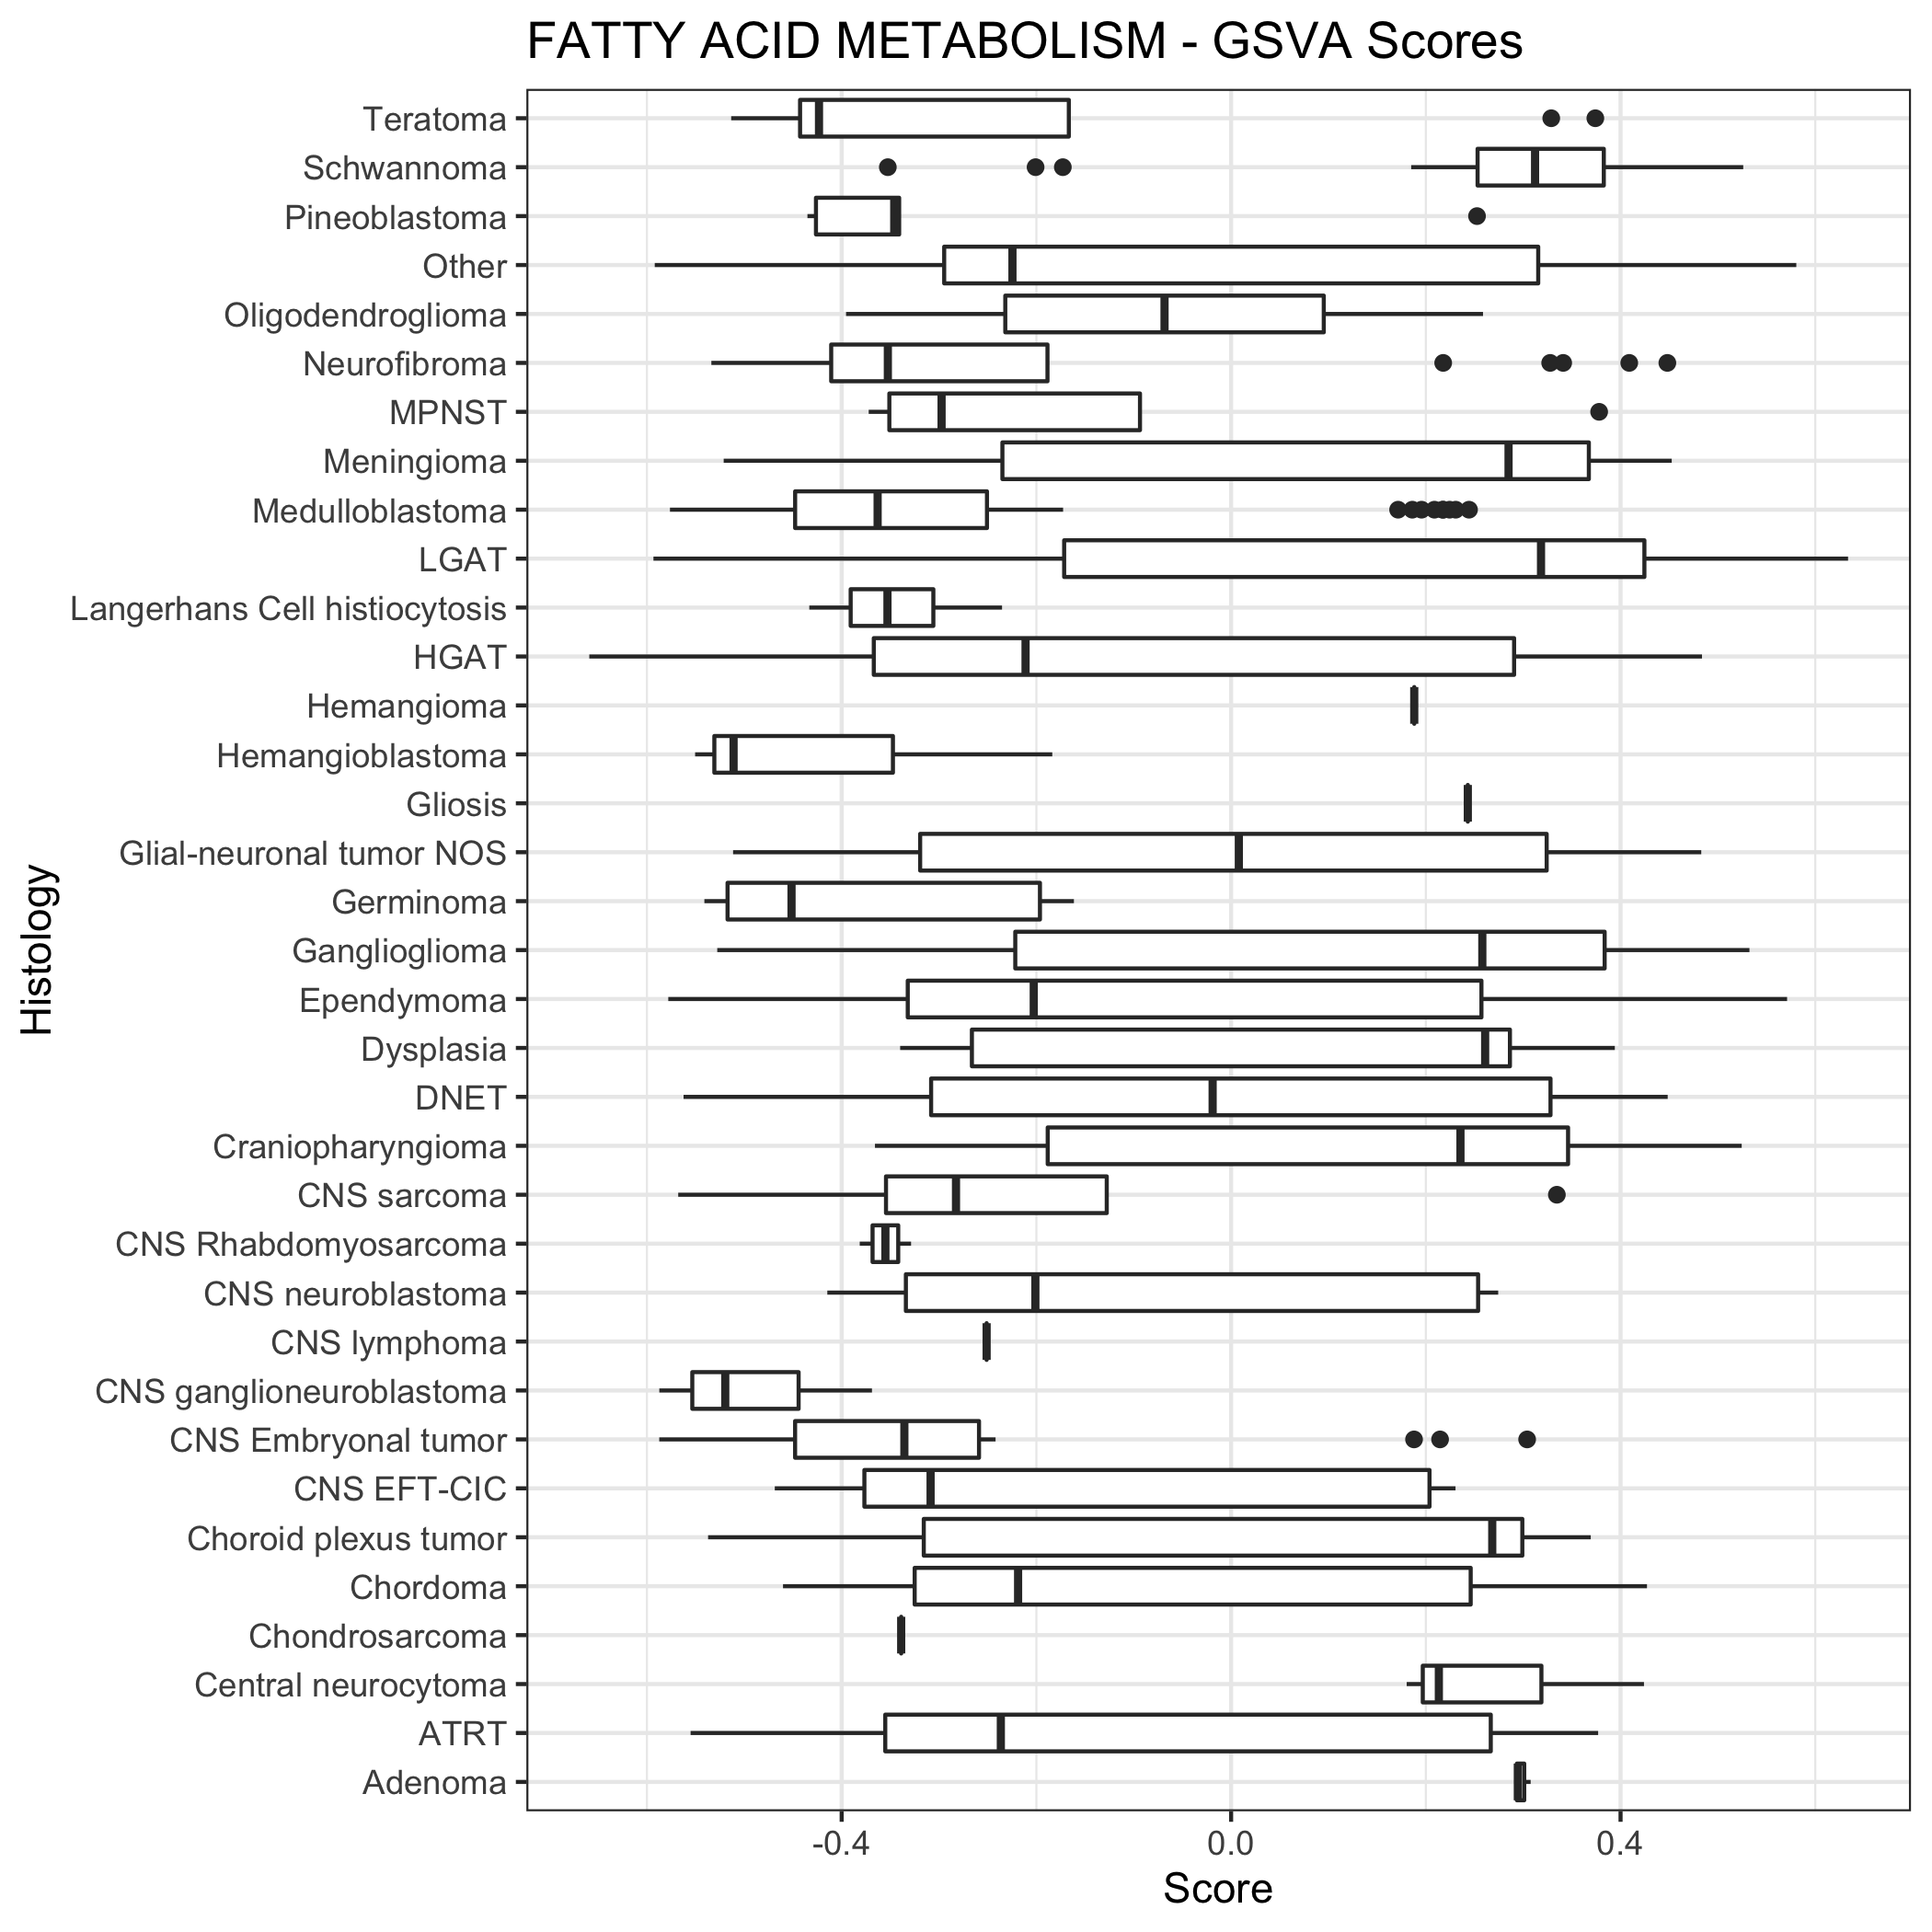 FATTY ACID METABOLISM - GSVA Scores
Teratoma
Schwannoma
Pineoblastoma
Other
Oligodendroglioma
Neurofibroma
MPNST
Meningioma
Medulloblastoma
LGAT
Langerhans Cell histiocytosis
HGAT
Hemangioma
Hemangioblastoma
Gliosis
Glial-neuronal tumor NOS
Germinoma
Ganglioglioma
Ependymoma
Dysplasia
DNET
Craniopharyngioma
CNS sarcoma
CNS Rhabdomyosarcoma
CNS neuroblastoma
CNS lymphoma
CNS ganglioneuroblastoma
CNS Embryonal tumor
CNS EFT-CIC
Choroid plexus tumor
Chordoma
Chondrosarcoma
Central neurocytoma
ATRT
Adenoma
Histology
-0.4 0.0 0.4
Score